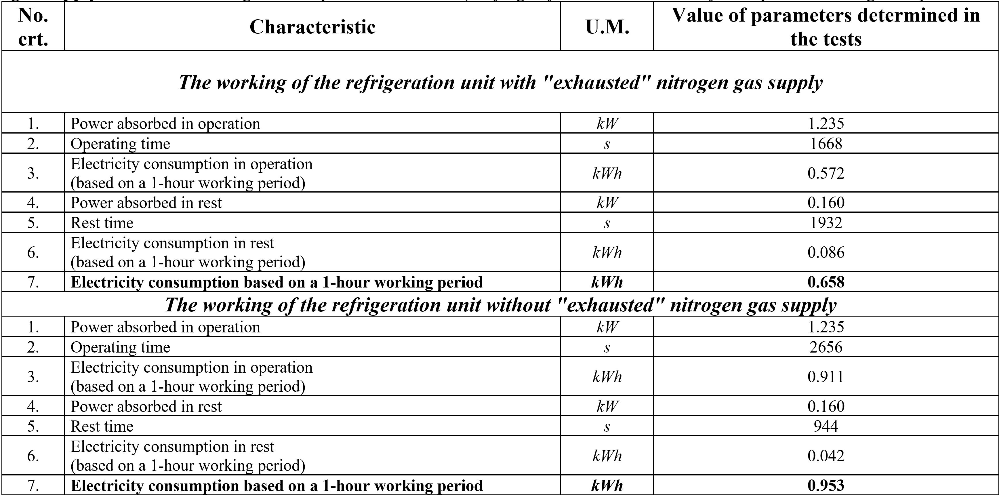 No. crt. Characteristic U.M. Value of parameters determined in the tests
The working of the refrigeration unit with "exhausted" nitrogen gas supply
1. Power absorbed in operation kW 1.235
2. Operating time s 1668
3. Electricity consumption in operation (based on a 1-hour working period) kWh 0.572
4. Power absorbed in rest kW 0.160
5. Rest time s 1932
6. Electricity consumption in rest (based on a 1-hour working period) kWh 0.086
7. Electricity consumption based on a 1-hour working period kWh 0.658
The working of the refrigeration unit without "exhausted" nitrogen gas supply
1. Power absorbed in operation kW 1.235
2. Operating time s 2656
3. Electricity consumption in operation (based on a 1-hour working period) kWh 0.911
4. Power absorbed in rest kW 0.160
5. Rest time s 944
6. Electricity consumption in rest (based on a 1-hour working period) kWh 0.042
7. Electricity consumption based on a 1-hour working period kWh 0.953